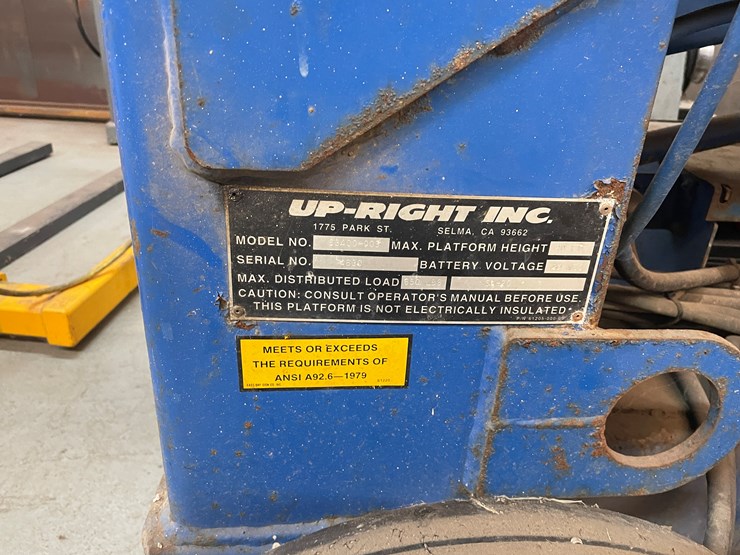 UP-RIGHT INC.
1775 PARK ST. SELMA, CA 93662
MODEL NO. MAX. PLATFORM HEIGHT
SERIAL NO. BATTERY VOLTAGE
MAX. DISTRIBUTED LOAD
CAUTION: CONSULT OPERATOR'S MANUAL BEFORE USE.
THIS PLATFORM IS NOT ELECTRICALLY INSULATED
MEETS OR EXCEEDS
THE REQUIREMENTS OF
ANSI A92.6—1979